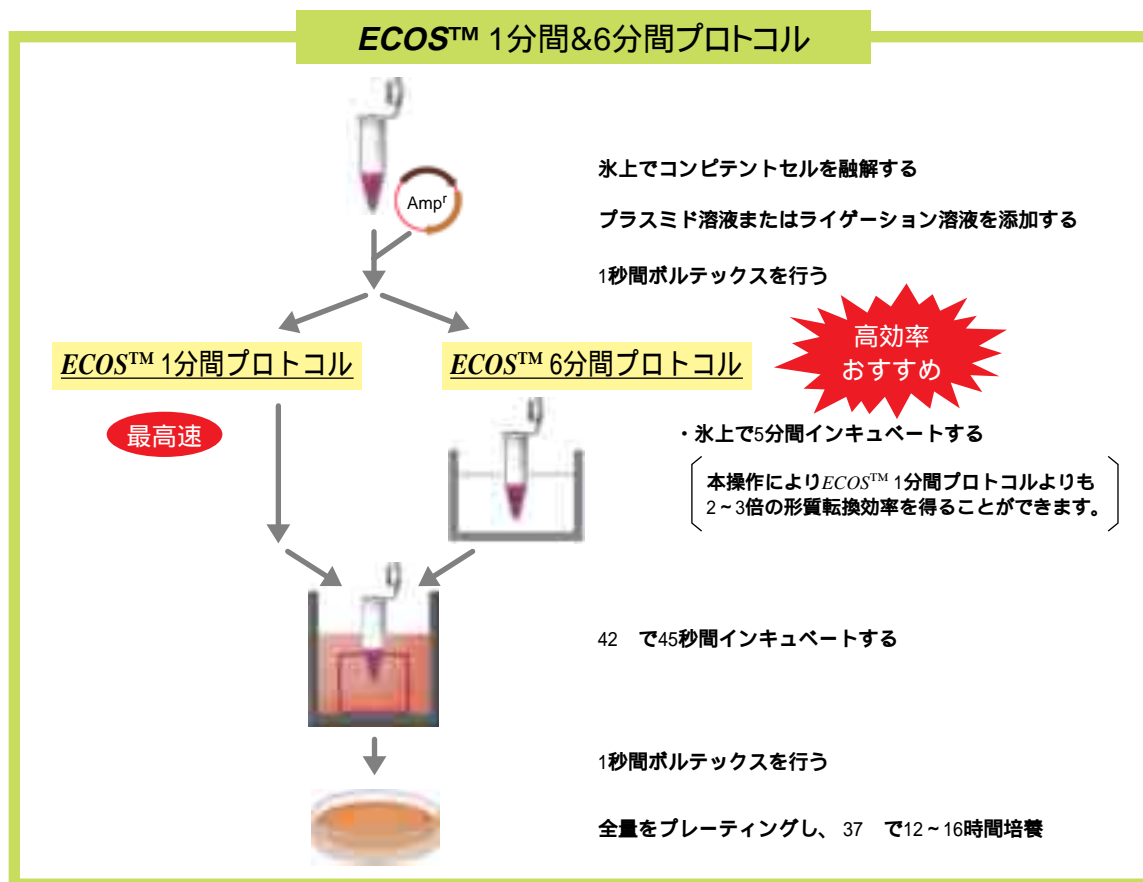 ECOS™ 1分間&6分間プロトコル
氷上でコンピテントセルを融解する
Ampr
プラスミド溶液またはライゲーション溶液を添加する
1秒間ボルテックスを行う
高効率
おすすめ
ECOS™ 1分間プロトコル
ECOS™ 6分間プロトコル
最高速
・氷上で5分間インキュベートする
本操作によりECOS™ 1分間プロトコルよりも
2~3倍の形質転換効率を得ることができます。
42 で45秒間インキュベートする
1秒間ボルテックスを行う
全量をプレーティングし、 37 で12~16時間培養